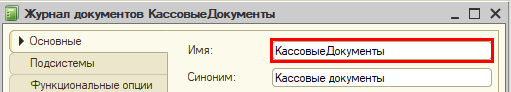 Журнал документов КассовыеДокументы
Основные
Имя: КассовыеДокументы
Подсистемы
Синоним: Кассовые документы
Функциональные опции